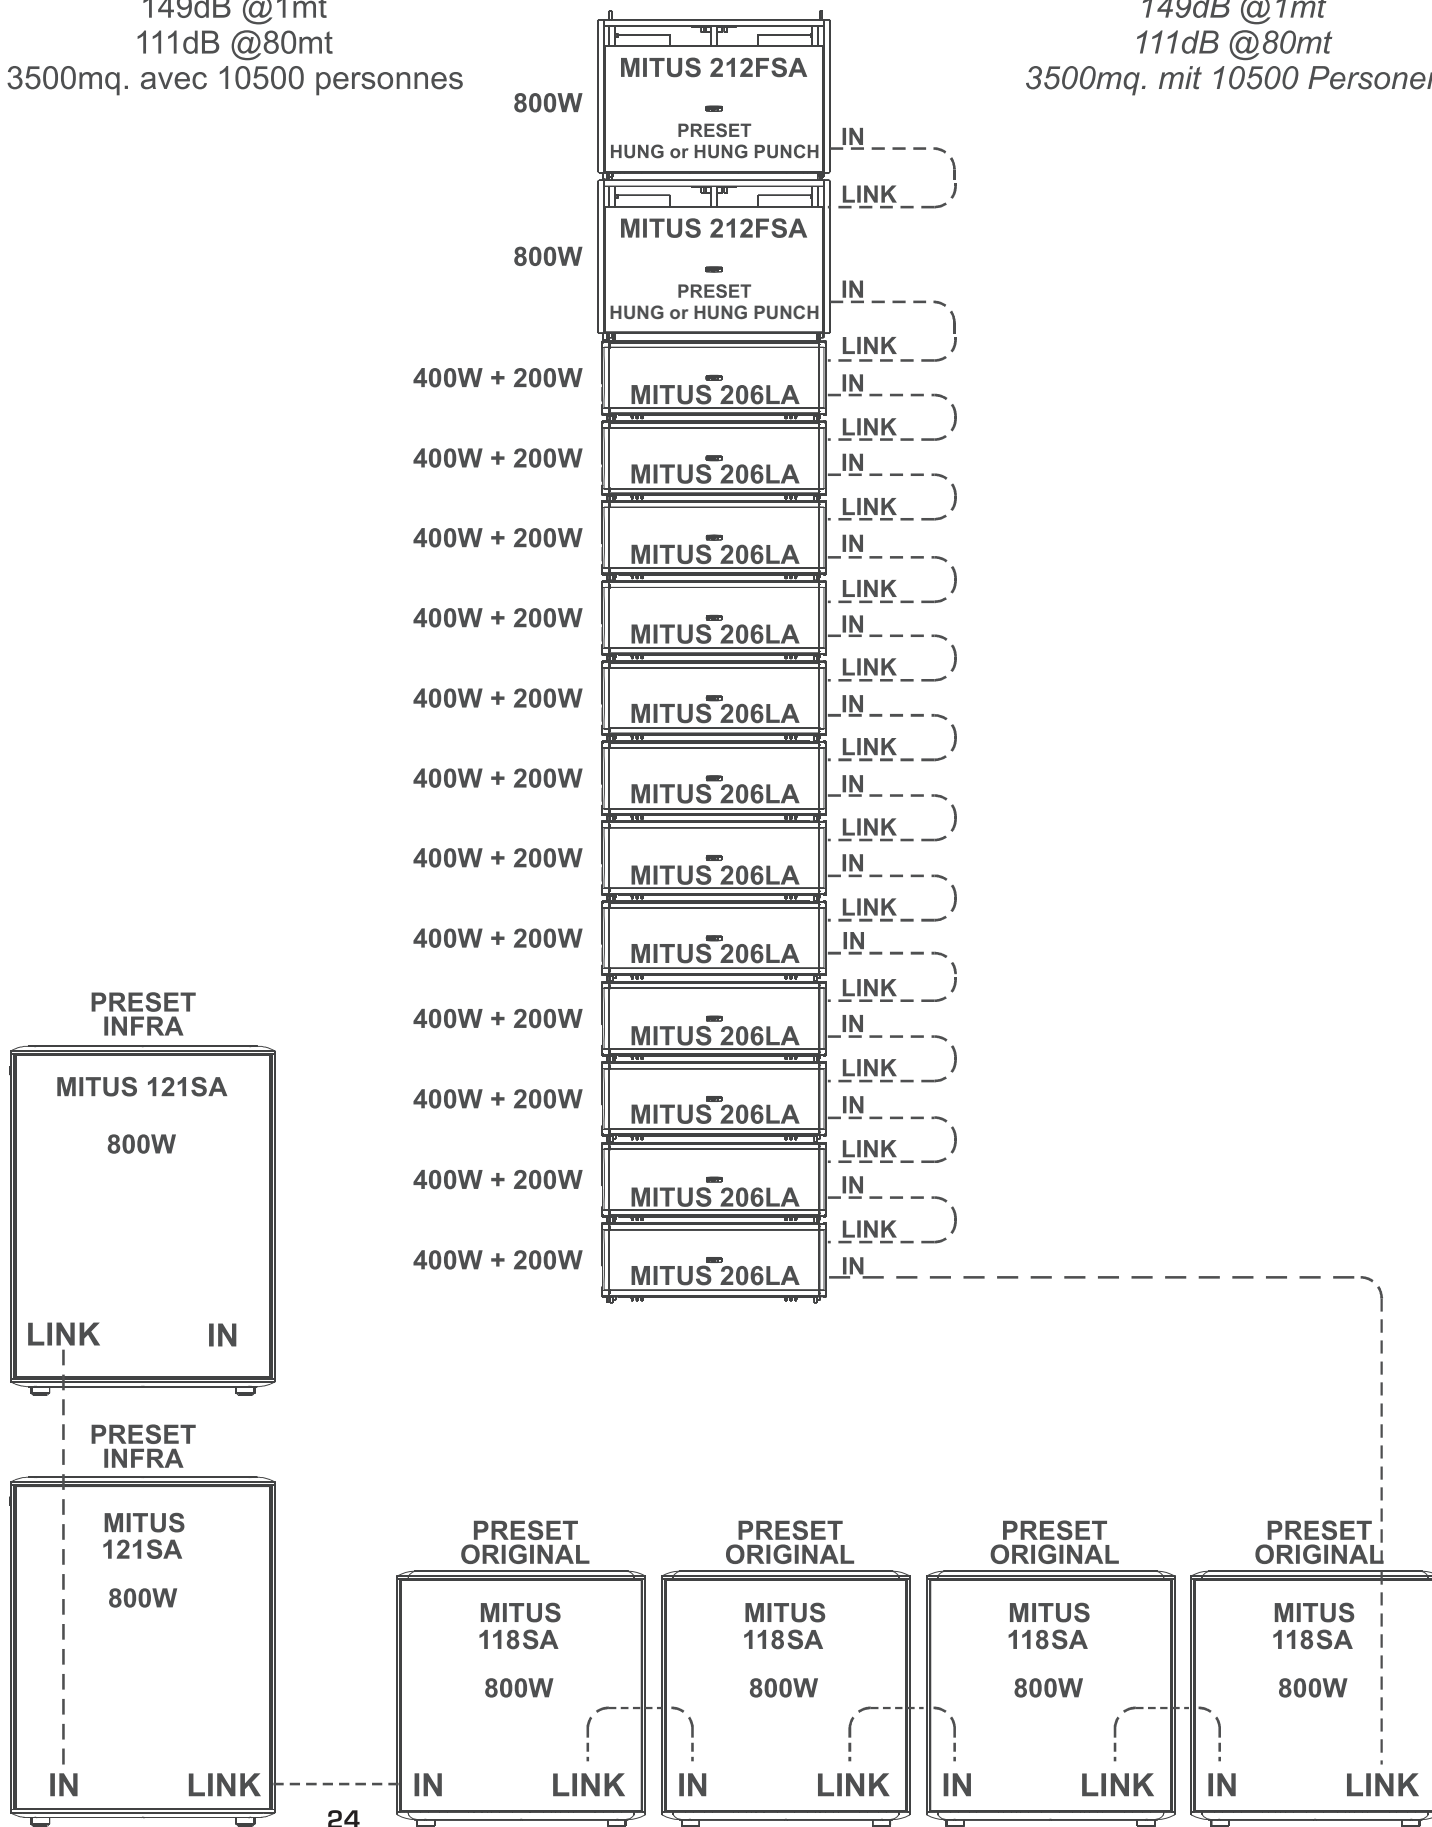 149dB @1mt
111dB @80mt
3500mq. avec 10500 personnes
149dB @1mt
111dB @80mt
3500mq. mit 10500 Personen
800W
MITUS 212FSA
PRESET
HUNG or HUNG PUNCH
IN
LINK
800W
MITUS 212FSA
PRESET
HUNG or HUNG PUNCH
IN
LINK
400W + 200W
MITUS 206LA
IN
LINK
400W + 200W
MITUS 206LA
IN
LINK
400W + 200W
MITUS 206LA
IN
LINK
400W + 200W
MITUS 206LA
IN
LINK
400W + 200W
MITUS 206LA
IN
LINK
400W + 200W
MITUS 206LA
IN
LINK
400W + 200W
MITUS 206LA
IN
LINK
400W + 200W
MITUS 206LA
IN
LINK
400W + 200W
MITUS 206LA
IN
LINK
400W + 200W
MITUS 206LA
IN
LINK
400W + 200W
MITUS 206LA
IN
LINK
400W + 200W
MITUS 206LA
IN
PRESET
INFRA
MITUS 121SA
800W
LINK IN
PRESET
INFRA
MITUS
121SA
800W
IN LINK
PRESET
ORIGINAL
MITUS
118SA
800W
IN LINK
PRESET
ORIGINAL
MITUS
118SA
800W
IN LINK
PRESET
ORIGINAL
MITUS
118SA
800W
IN LINK
PRESET
ORIGINAL
MITUS
118SA
800W
IN LINK
24